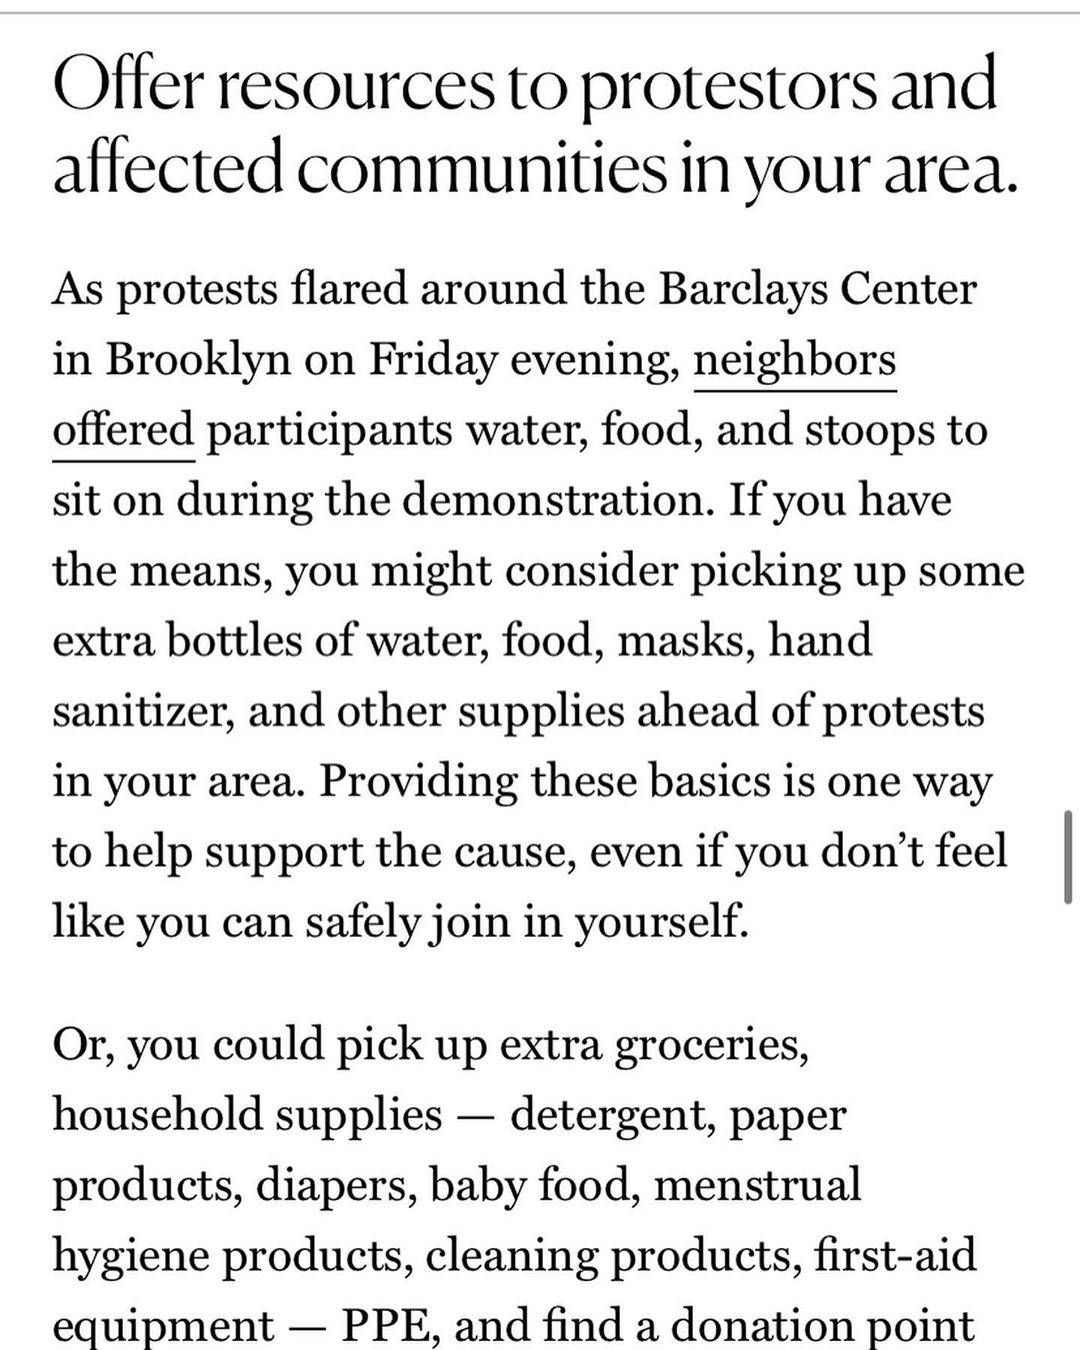 Offer resources to protestors and
affected communities in your area.
As protests flared around the Barclays Center
in Brooklyn on Friday evening, neighbors
offered participants water, food, and stoops to
sit on during the demonstration. If you have
the means, you might consider picking up some
extra bottles of water, food, masks, hand
sanitizer, and other supplies ahead of protests
in your area. Providing these basics is one way
to help support the cause, even if you don’t feel
like you can safely join in yourself.
Or, you could pick up extra groceries,
household supplies — detergent, paper
products, diapers, baby food, menstrual
hygiene products, cleaning products, first-aid
equipment — PPE, and find a donation point